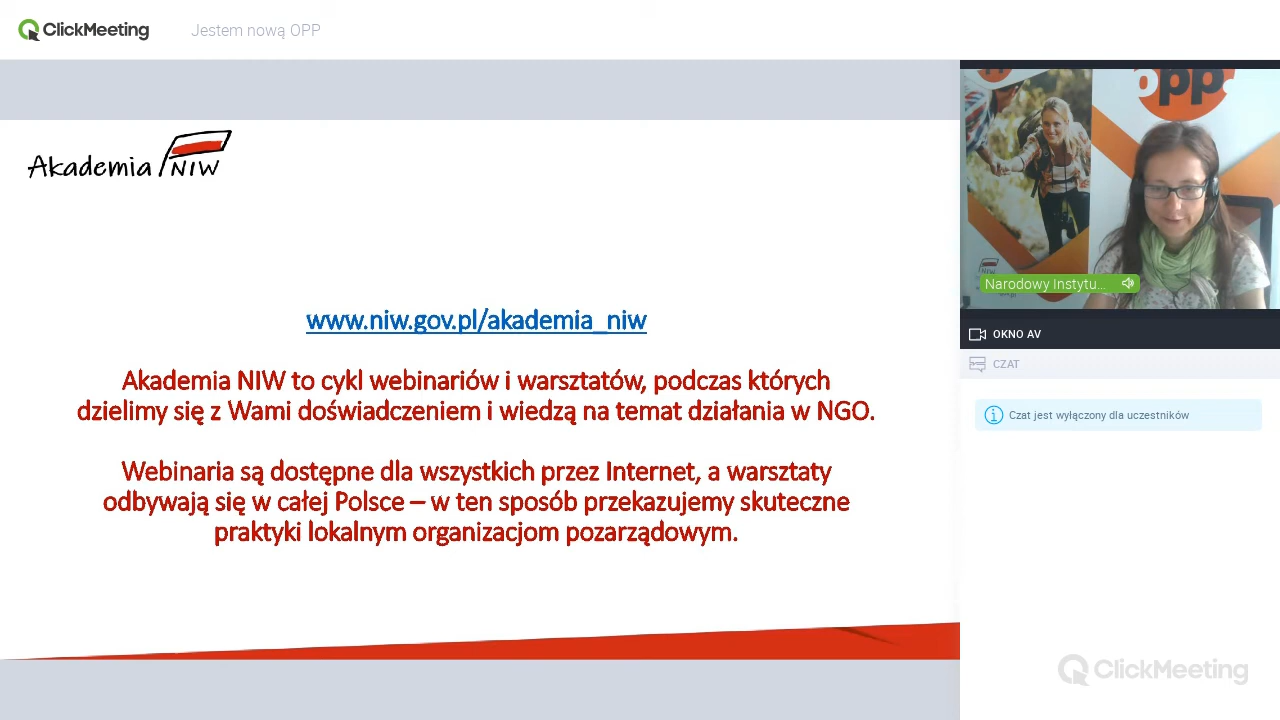 ClickMeeting
Jestem nową OPP
Akademia NIW
www.niw.gov.pl/akademia_niw
Akademia NIW to cykl webinariów i warsztatów, podczas których
dzielimy się z Wami doświadczeniem i wiedzą na temat działania w NGO.
Webinaria są dostępne dla wszystkich przez Internet, a warsztaty
odbywają się w całej Polsce – w ten sposób przekazujemy skuteczne
praktyki lokalnym organizacjom pozarządowym.
opp
NIW
Narodowy Instytu...
OKNO AV
CZAT
Czat jest wyłączony dla uczestników
ClickMeeting